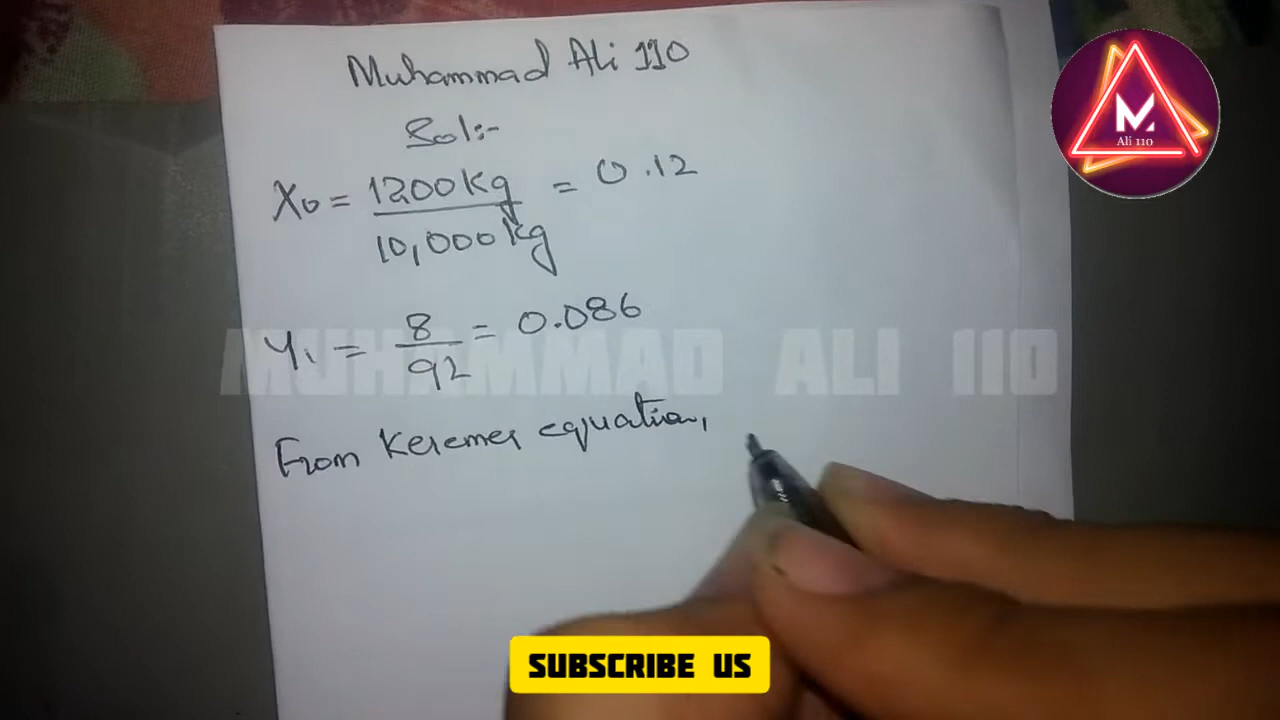 Muhammad Ali 110
M
Ali 110
Sol:-
X₀ = 1200 kg / 10,000 kg = 0.12
Y₁ = 8 / 92 = 0.086
MUHAMMAD ALI 110
From Keremer equation,
SUBSCRIBE US